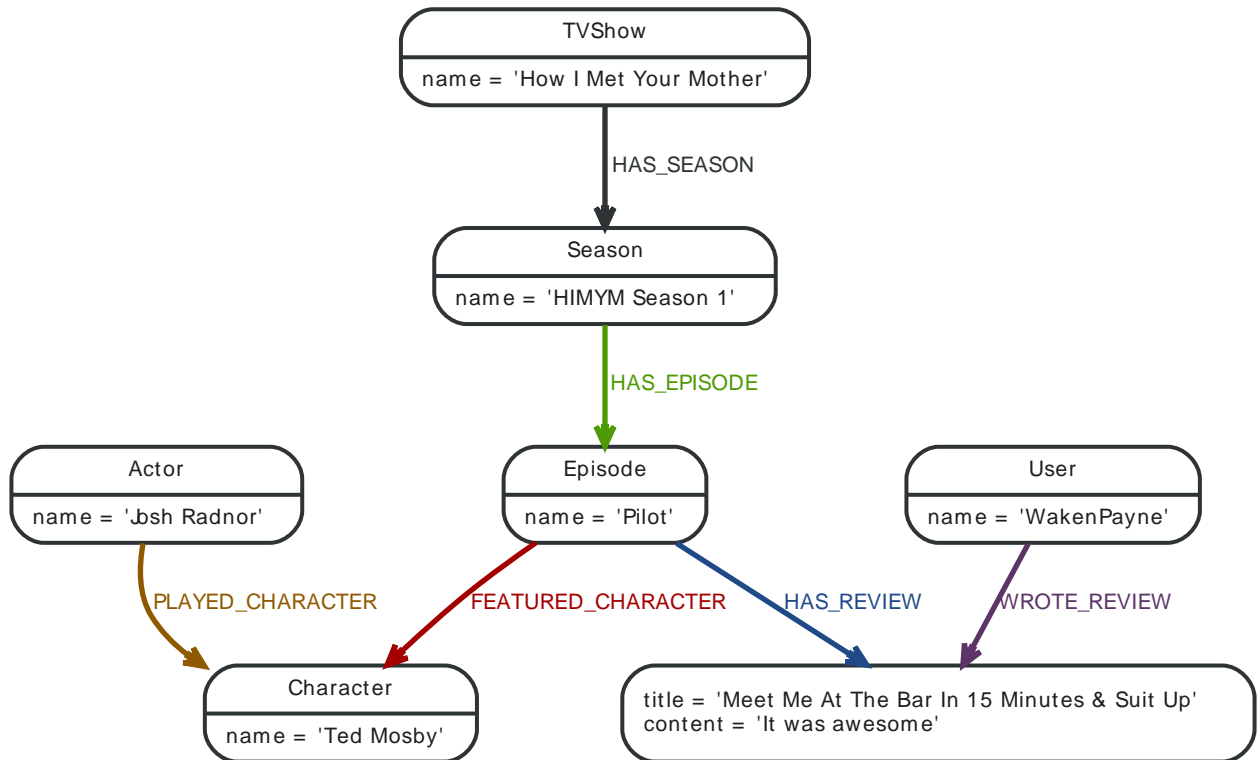 TVShow
name = 'How I Met Your Mother'
HAS_SEASON
Season
name = 'HIMYM Season 1'
HAS_EPISODE
Actor
name = 'Josh Radnor'
Episode
name = 'Pilot'
User
name = 'WakenPayne'
PLAYED_CHARACTER
FEATURED_CHARACTER
HAS_REVIEW
WROTE_REVIEW
Character
name = 'Ted Mosby'
title = 'Meet Me At The Bar In 15 Minutes & Suit Up'
content = 'It was awesome'